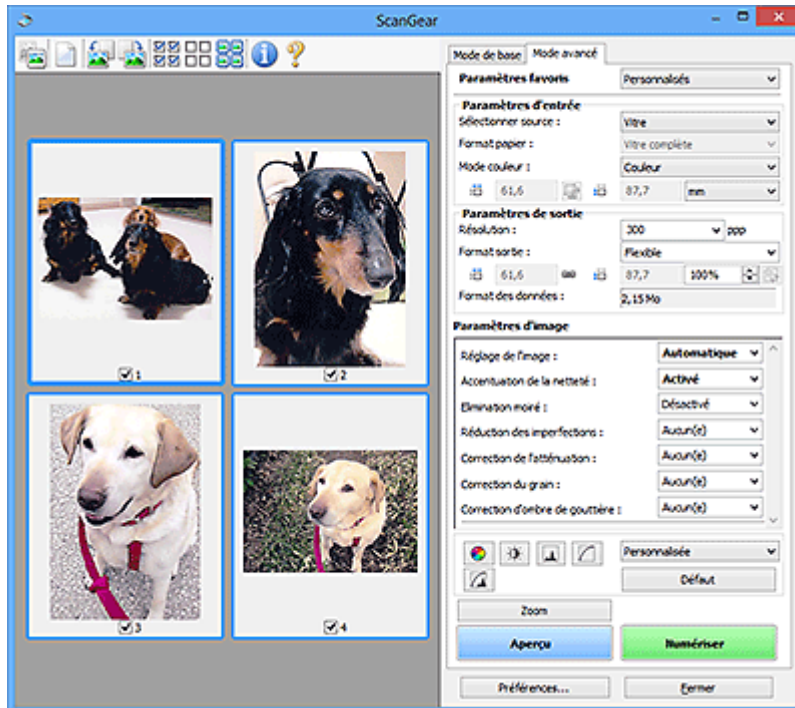 ScanGear
Mode de base Mode avancé
Paramètres favoris Personnalisés
Paramètres d'entrée
Sélectionner source : Vitre
Format papier : Vitre complète
Mode couleur : Couleur
61,6 87,7 mm
Paramètres de sortie
Résolution : 300 ppp
Format sortie : Flexible
61,6 87,7 100%
Format des données : 2,15 Mo
Paramètres d'image
Réglage de l'image : Automatique
Accentuation de la netteté : Activé
Elimination moiré : Désactivé
Réduction des imperfections : Aucun(e)
Correction de l'atténuation : Aucun(e)
Correction du grain : Aucun(e)
Correction d'ombre de gouttière : Aucun(e)
Personnalisée
Défaut
Zoom
Aperçu Numériser
Préférences... Fermer
1 2
3 4